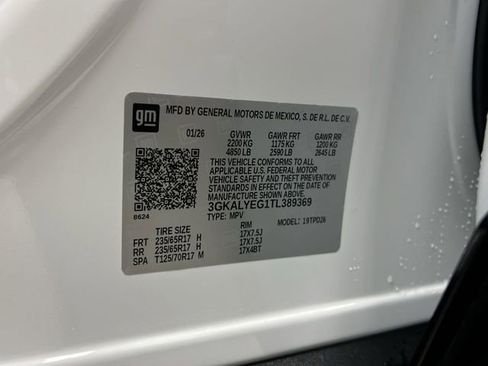 gm
MFD BY GENERAL MOTORS DE MEXICO, S. DE R.L. DE C.V.
01/26 GVWR GAWR FRT GAWR RR
2200 KG 1175 KG 1200 KG
4850 LB 2590 LB 2645 LB
THIS VEHICLE CONFORMS TO ALL
APPLICABLE U.S. FEDERAL MOTOR
VEHICLE SAFETY AND THEFT PREVENTION
STANDARDS IN EFFECT ON THE DATE OF
MANUFACTURE SHOWN ABOVE.
3GKALYEG1TL389369
8624
TYPE: MPV MODEL: 19TPD26
TIRE SIZE RIM
FRT 235/65R17 H 17X7.5J
RR 235/65R17 H 17X7.5J
SPA T125/70R17 M 17X4BT